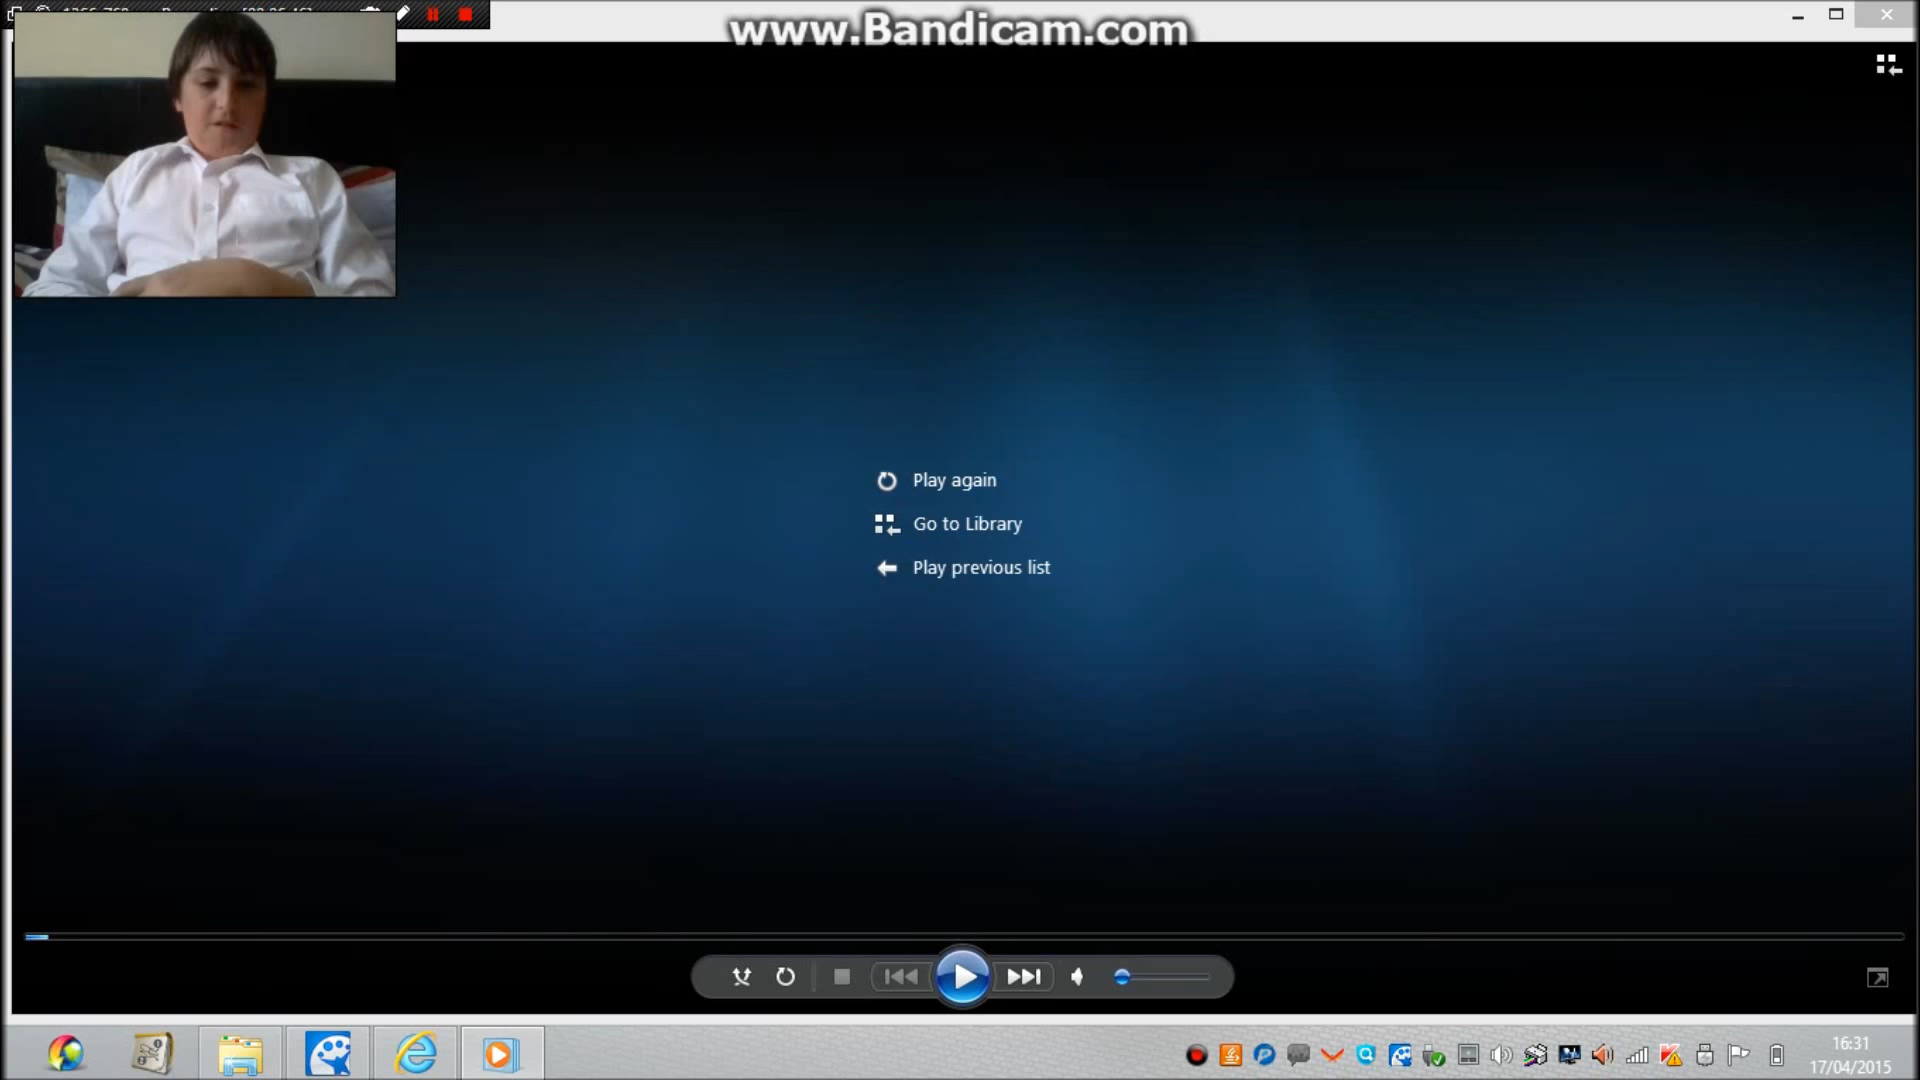 www.Bandicam.com
Play again
Go to Library
Play previous list
16:31
17/04/2015